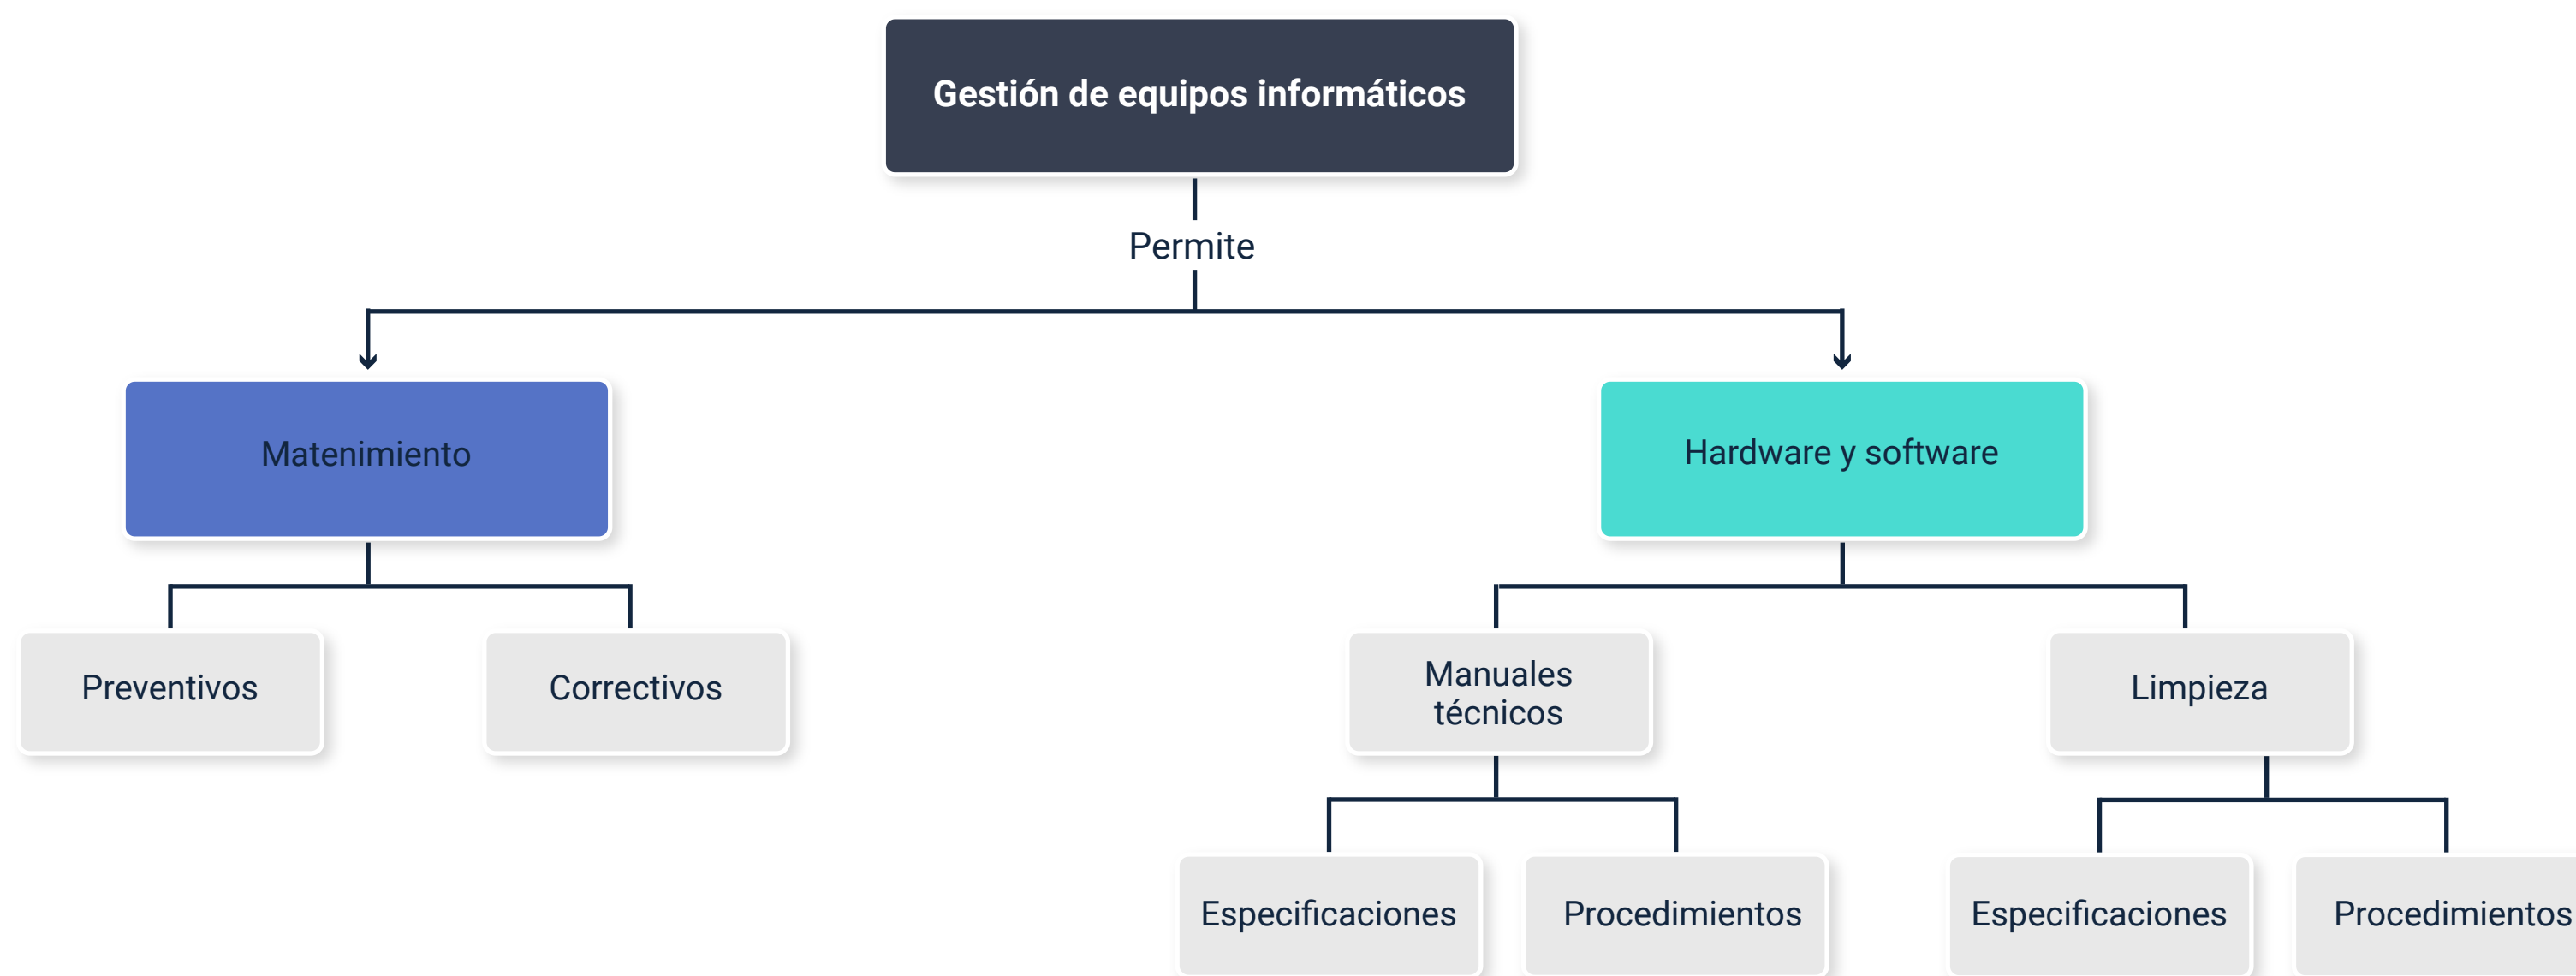 Gestión de equipos informáticos
Permite
Matenimiento
Hardware y software
Preventivos
Correctivos
Manuales
técnicos
Limpieza
Especificaciones
Procedimientos
Especificaciones
Procedimientos